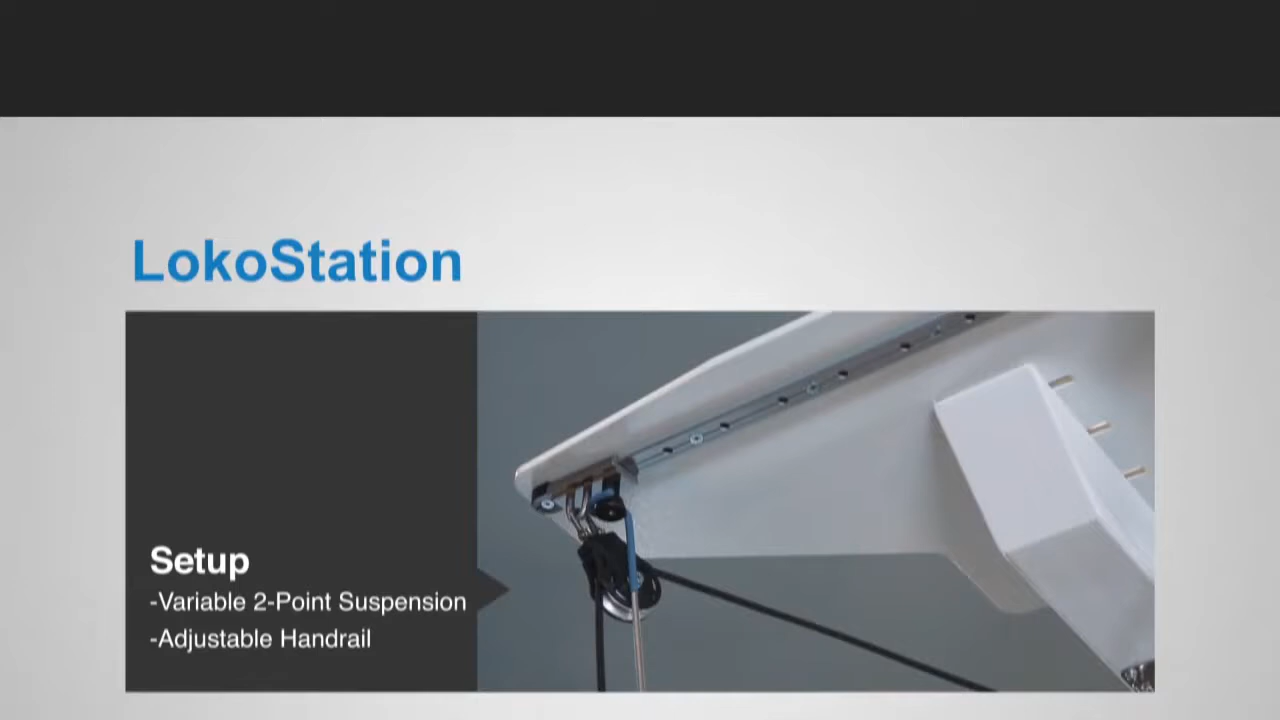 LokoStation
Setup
-Variable 2-Point Suspension
-Adjustable Handrail